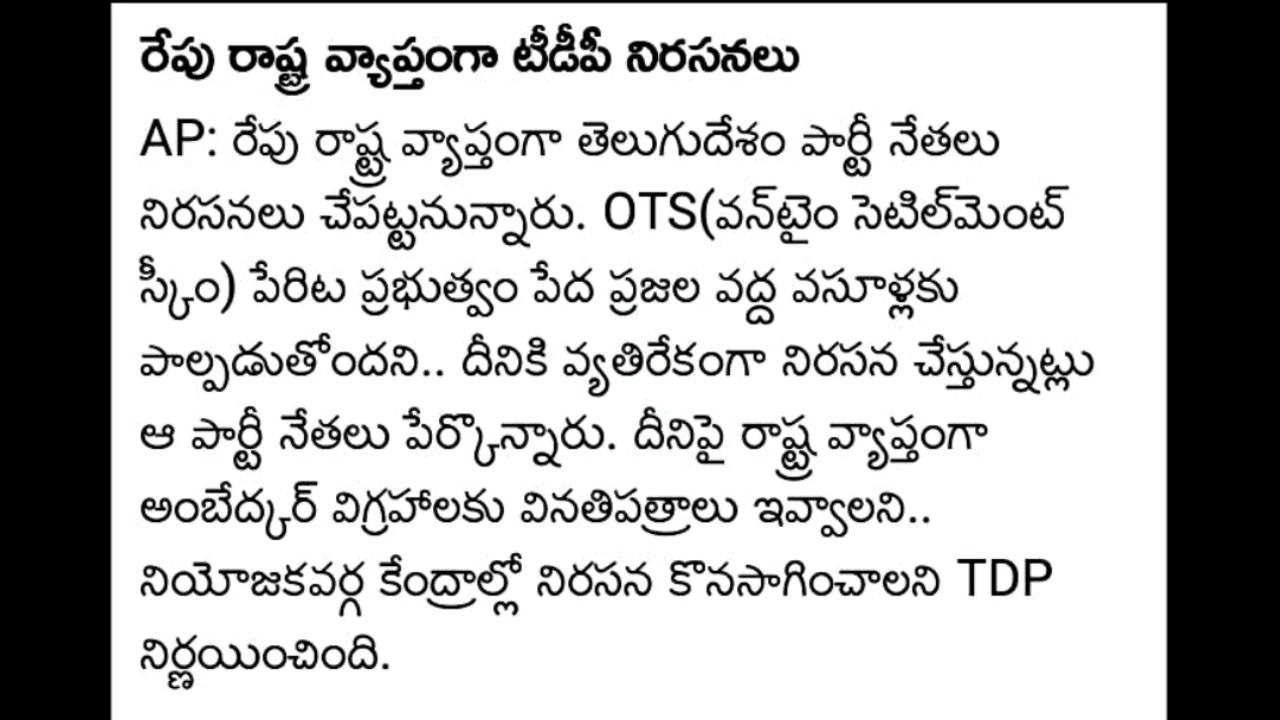 రేపు రాష్ట్ర వ్యాప్తంగా టీడీపీ నిరసనలు
AP: రేపు రాష్ట్ర వ్యాప్తంగా తెలుగుదేశం పార్టీ నేతలు
నిరసనలు చేపట్టనున్నారు. OTS(వన్‌టైం సెటిల్‌మెంట్
స్కీం) పేరిట ప్రభుత్వం పేద ప్రజల వద్ద వసూళ్లకు
పాల్పడుతోందని.. దీనికి వ్యతిరేకంగా నిరసన చేస్తున్నట్లు
ఆ పార్టీ నేతలు పేర్కొన్నారు. దీనిపై రాష్ట్ర వ్యాప్తంగా
అంబేద్కర్ విగ్రహాలకు వినతిపత్రాలు ఇవ్వాలని..
నియోజకవర్గ కేంద్రాల్లో నిరసన కొనసాగించాలని TDP
నిర్ణయించింది.